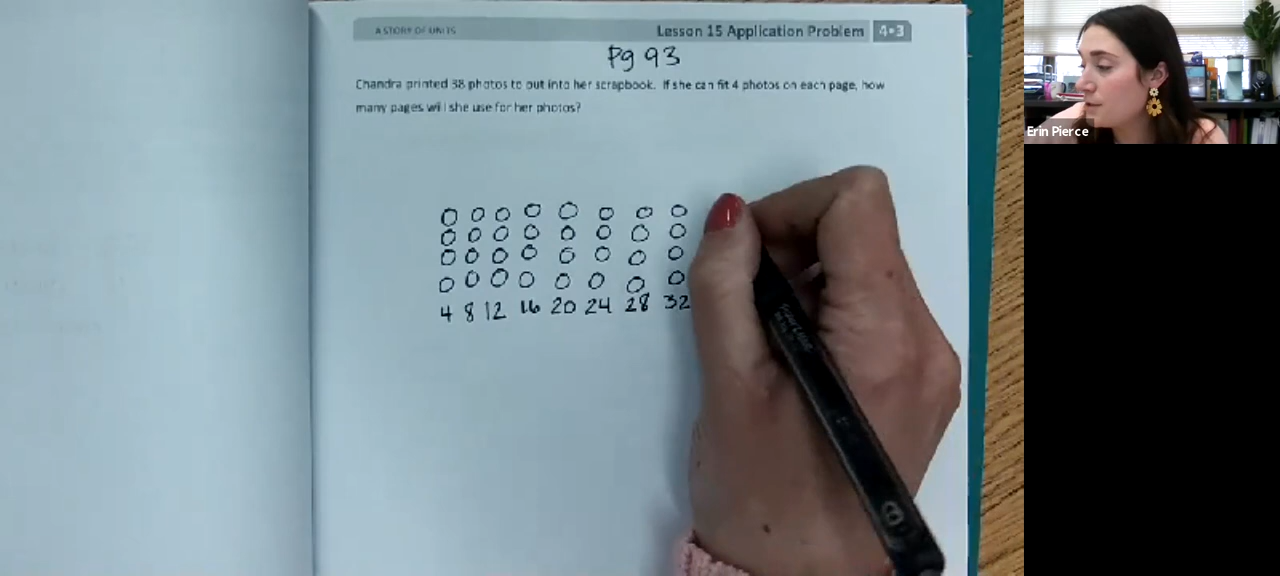 A STORY OF UNITS
Lesson 15 Application Problem 4•3
Pg 93
Chandra printed 38 photos to put into her scrapbook. If she can fit 4 photos on each page, how
many pages will she use for her photos?
4 8 12 16 20 24 28 32
Erin Pierce